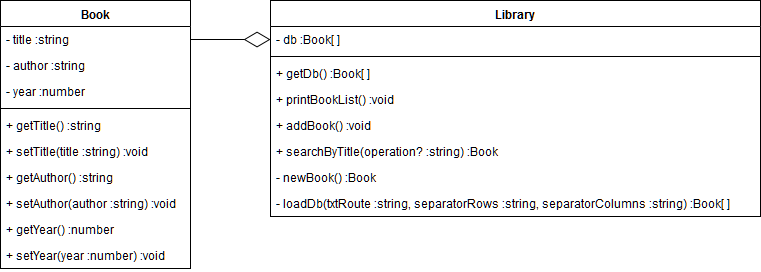 Book
- title :string
- author :string
- year :number
+ getTitle() :string
+ setTitle(title :string) :void
+ getAuthor() :string
+ setAuthor(author :string) :void
+ getYear() :number
+ setYear(year :number) :void
Library
- db :Book[ ]
+ getDb() :Book[ ]
+ printBookList() :void
+ addBook() :void
+ searchByTitle(operation? :string) :Book
- newBook() :Book
- loadDb(txtRoute :string, separatorRows :string, separatorColumns :string) :Book[ ]